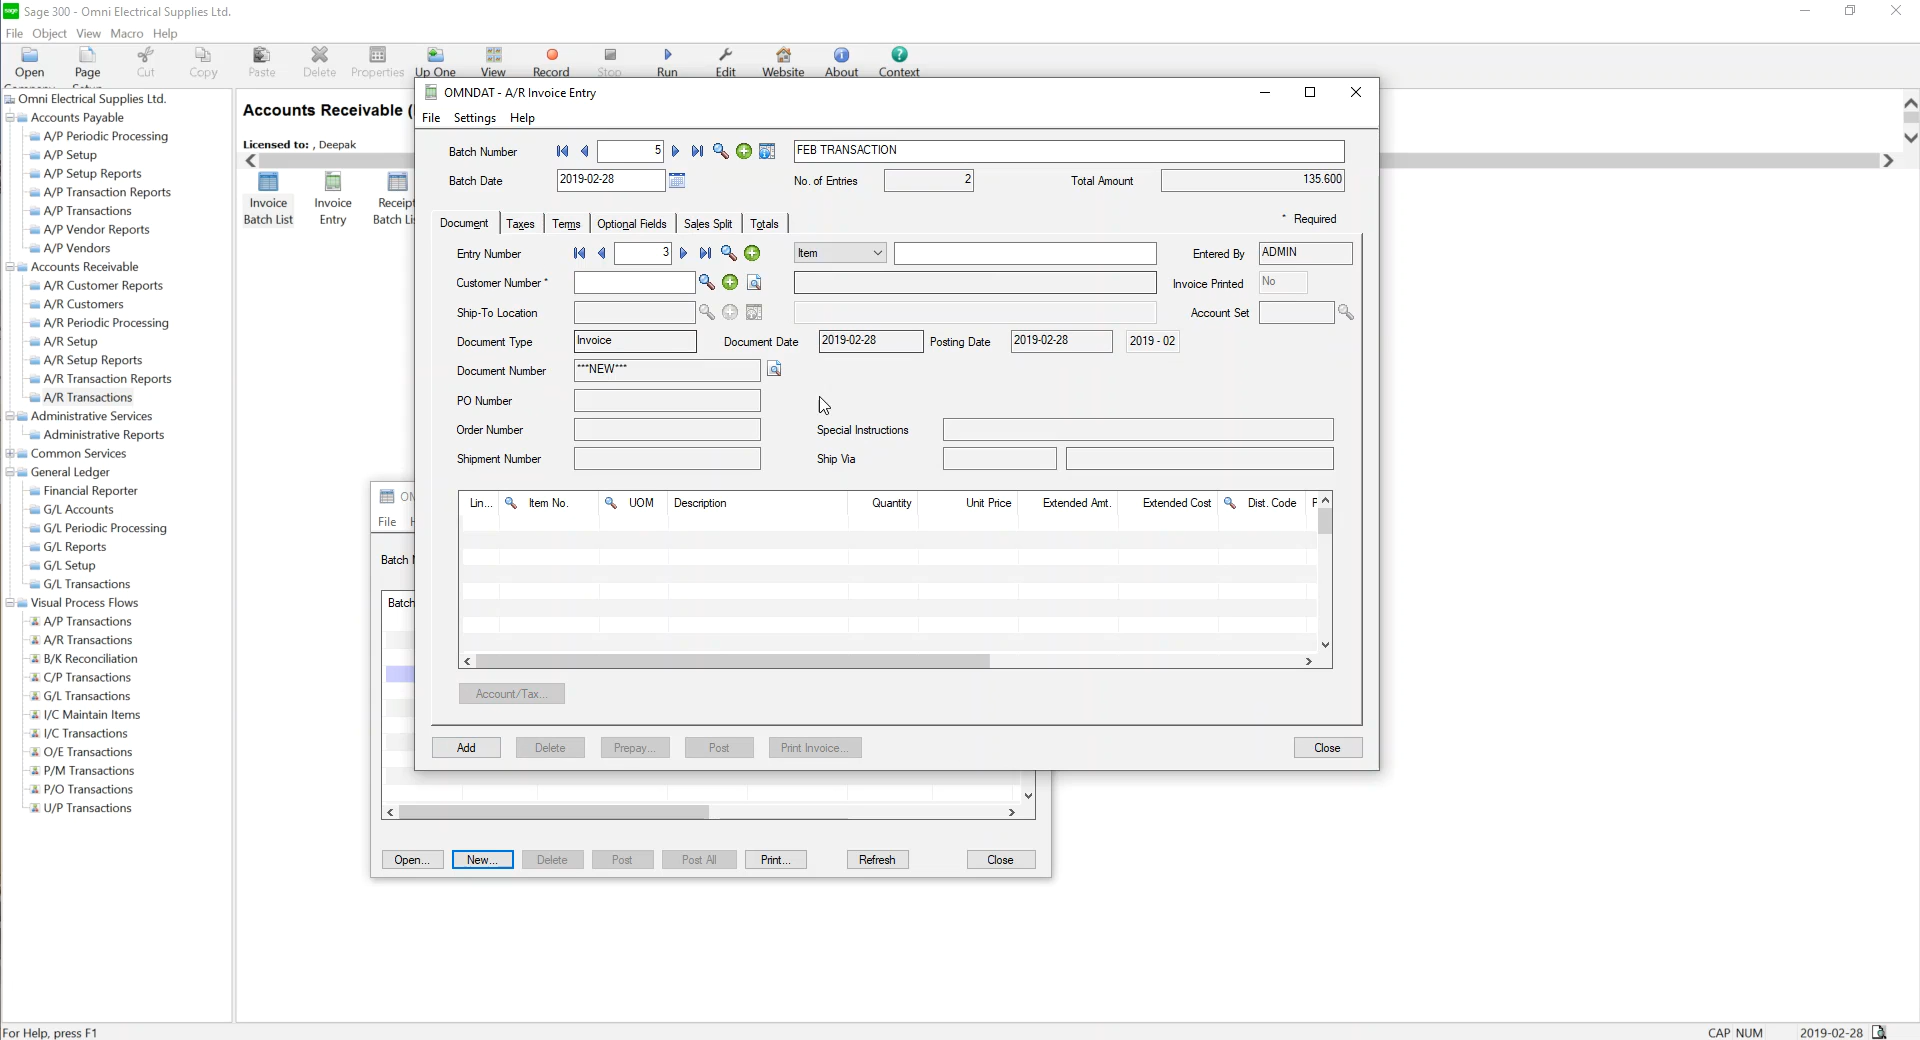 Sage 300 - Omni Electrical Supplies Ltd.
File Object View Macro Help
Open Page Cut Copy Paste Delete Properties Up One View Record Stop Run Edit Website About Context
Omni Electrical Supplies Ltd.
Accounts Payable
A/P Periodic Processing
A/P Setup
A/P Setup Reports
A/P Transaction Reports
A/P Transactions
A/P Vendor Reports
A/P Vendors
Accounts Receivable
A/R Customer Reports
A/R Customers
A/R Periodic Processing
A/R Setup
A/R Setup Reports
A/R Transaction Reports
A/R Transactions
Administrative Services
Administrative Reports
Common Services
General Ledger
Financial Reporter
G/L Accounts
G/L Periodic Processing
G/L Reports
G/L Setup
G/L Transactions
Visual Process Flows
A/P Transactions
A/R Transactions
B/K Reconciliation
C/P Transactions
G/L Transactions
I/C Maintain Items
I/C Transactions
O/E Transactions
P/M Transactions
P/O Transactions
U/P Transactions
Accounts Receivable (
Licensed to: , Deepak
Invoice Batch List
Invoice Entry
Receipt Batch Li
OMNDAT - A/R Invoice Entry
File Settings Help
Batch Number 5 FEB TRANSACTION
Batch Date 2019-02-28 No. of Entries 2 Total Amount 135.600
Document Taxes Terms Optional Fields Sales Split Totals * Required
Entry Number 3 Item Entered By ADMIN
Customer Number * Invoice Printed No
Ship-To Location Account Set
Document Type Invoice Document Date 2019-02-28 Posting Date 2019-02-28 2019 - 02
Document Number ***NEW***
PO Number
Order Number Special Instructions
Shipment Number Ship Via
Lin... Item No. UOM Description Quantity Unit Price Extended Amt. Extended Cost Dist. Code
Account/Tax...
Add Delete Prepay... Post Print Invoice... Close
File
Batch
Batch
Open... New... Delete Post Post All Print... Refresh Close
For Help, press F1 CAP NUM 2019-02-28